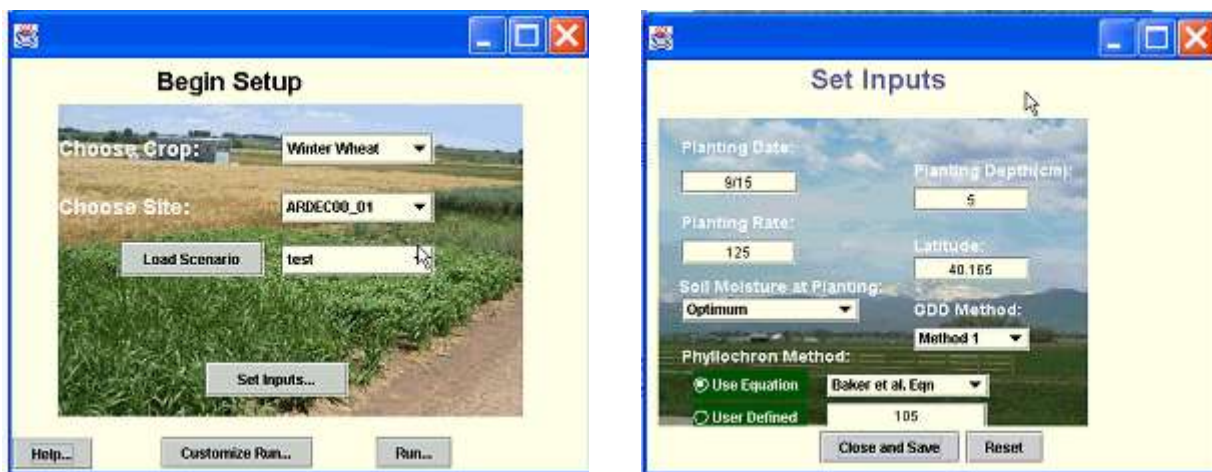 Begin Setup
Choose Crop:
Winter Wheat
Choose Site:
ARDEC00_01
Load Scenario
test
Set Inputs...
Help...
Customize Run...
Run...
Set Inputs
Planting Date:
9/15
Planting Depth(cm):
5
Planting Rate:
125
Latitude:
40.165
Soil Moisture at Planting:
Optimum
GDD Method:
Method 1
Phyllochron Method:
Use Equation
Baker et al. Eqn
User Defined
105
Close and Save
Reset